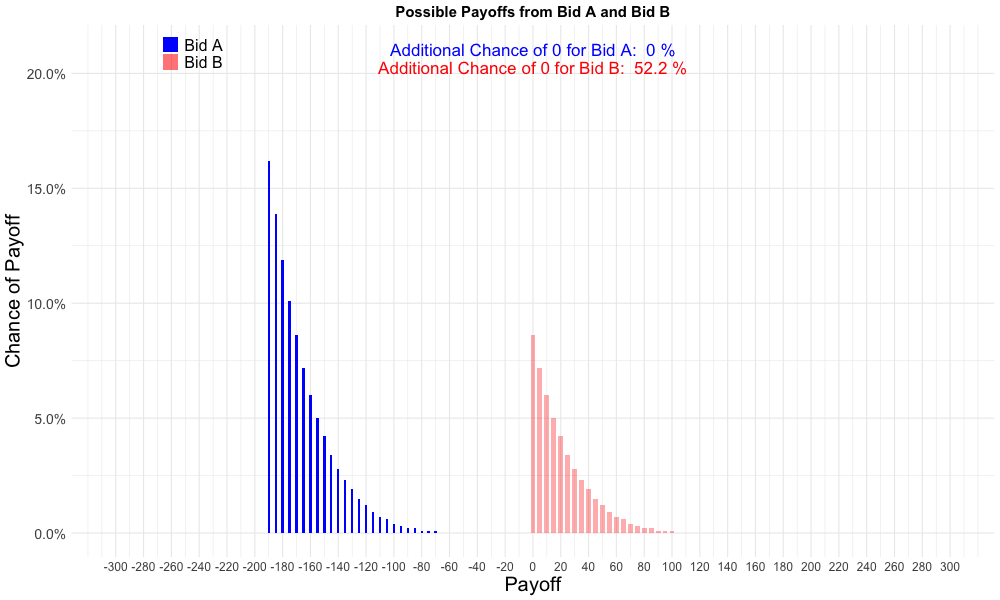 Possible Payoffs from Bid A and Bid B
Bid A
Bid B
Additional Chance of 0 for Bid A:  0 %
Additional Chance of 0 for Bid B:  52.2 %
Chance of Payoff
20.0%
15.0%
10.0%
5.0%
0.0%
-300 -280 -260 -240 -220 -200 -180 -160 -140 -120 -100 -80 -60 -40 -20 0 20 40 60 80 100 120 140 160 180 200 220 240 260 280 300
Payoff